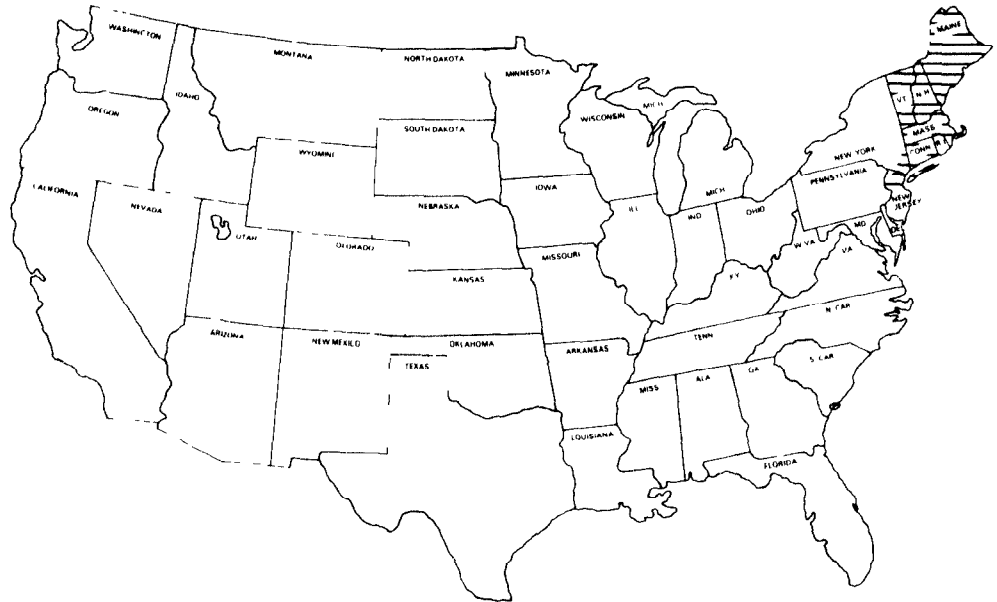 WASHINGTON
MONTANA
NORTH DAKOTA
MINNESOTA
MAINE
IDAHO
OREGON
SOUTH DAKOTA
WISCONSIN
MICH
VT
N H
MASS
CONN
R I
NEW YORK
WYOMING
PENNSYLVANIA
CALIFORNIA
NEVADA
IOWA
MICH
NEBRASKA
ILL
IND
OHIO
NEW
JERSEY
MD
DE
UTAH
OLORADO
MISSOURI
W VA
VA
KANSAS
KY
N CAR
ARIZONA
NEW MEXICO
OKLAHOMA
ARKANSAS
TENN
TEXAS
MISS
ALA
GA
S CAR
LOUISIANA
FLORIDA